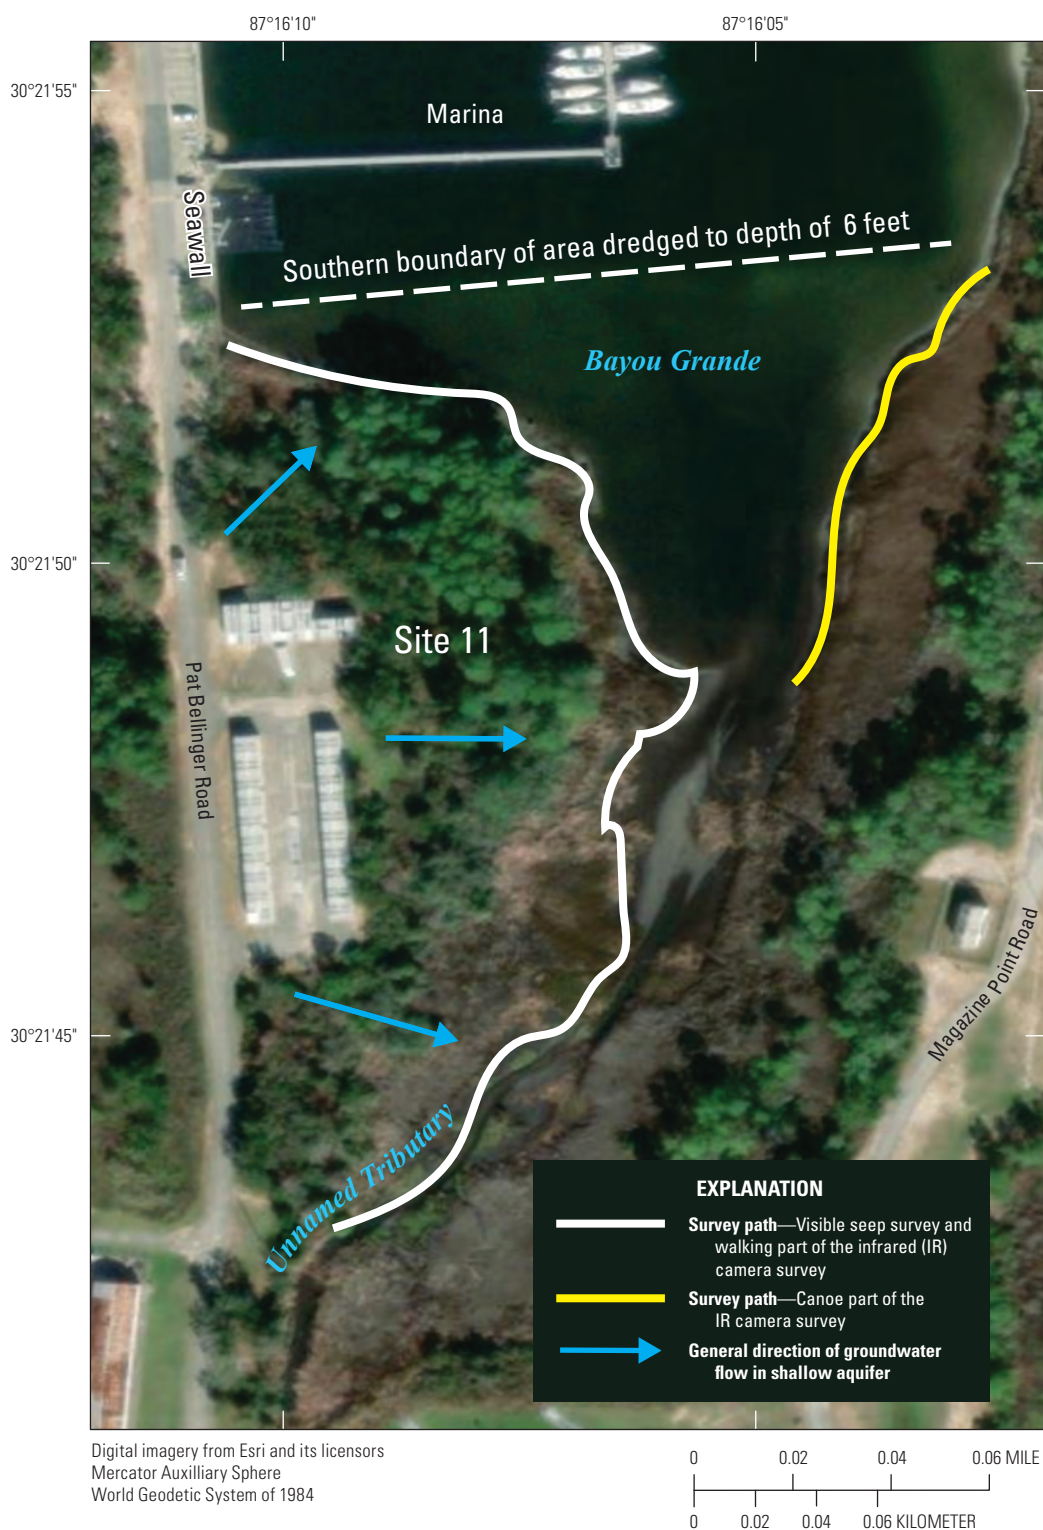 87°16'10"
87°16'05"
30°21'55"
Marina
Seawall
Southern boundary of area dredged to depth of 6 feet
Bayou Grande
30°21'50"
Site 11
Pat Bellinger Road
Magazine Point Road
30°21'45"
Unnamed Tributary
EXPLANATION
Survey path—Visible seep survey and
walking part of the infrared (IR)
camera survey
Survey path—Canoe part of the
IR camera survey
General direction of groundwater
flow in shallow aquifer
Digital imagery from Esri and its licensors
Mercator Auxilliary Sphere
World Geodetic System of 1984
0 0.02 0.04 0.06 MILE
0 0.02 0.04 0.06 KILOMETER